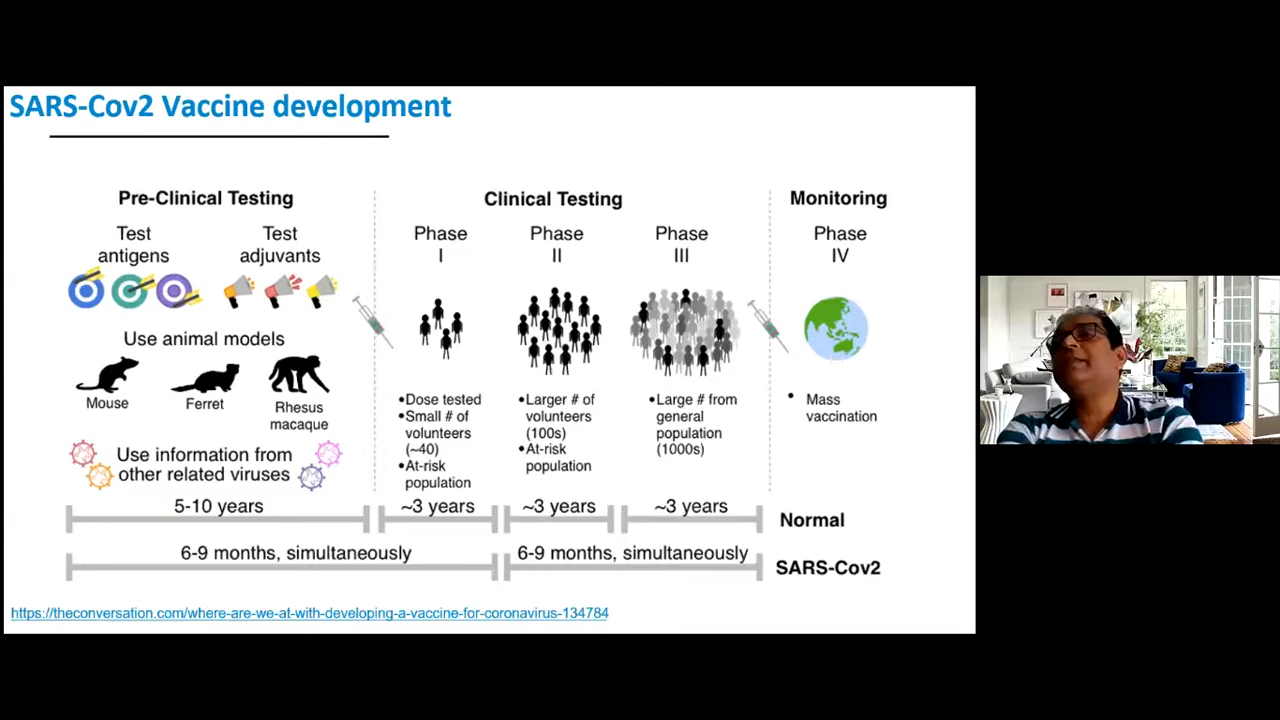 SARS-Cov2 Vaccine development
Pre-Clinical Testing
Test
antigens
Test
adjuvants
Use animal models
Mouse
Ferret
Rhesus
macaque
Use information from
other related viruses
Clinical Testing
Phase
I
•Dose tested
•Small # of
volunteers
(~40)
•At-risk
population
Phase
II
•Larger # of
volunteers
(100s)
•At-risk
population
Phase
III
•Large # from
general
population
(1000s)
Monitoring
Phase
IV
• Mass
vaccination
5-10 years
~3 years
~3 years
~3 years
Normal
6-9 months, simultaneously
6-9 months, simultaneously
SARS-Cov2
https://theconversation.com/where-are-we-at-with-developing-a-vaccine-for-coronavirus-134784